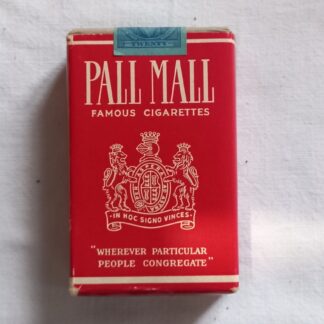 TWENTY
PALL MALL
FAMOUS CIGARETTES
IN HOC SIGNO VINCES
"WHEREVER PARTICULAR
PEOPLE CONGREGATE"